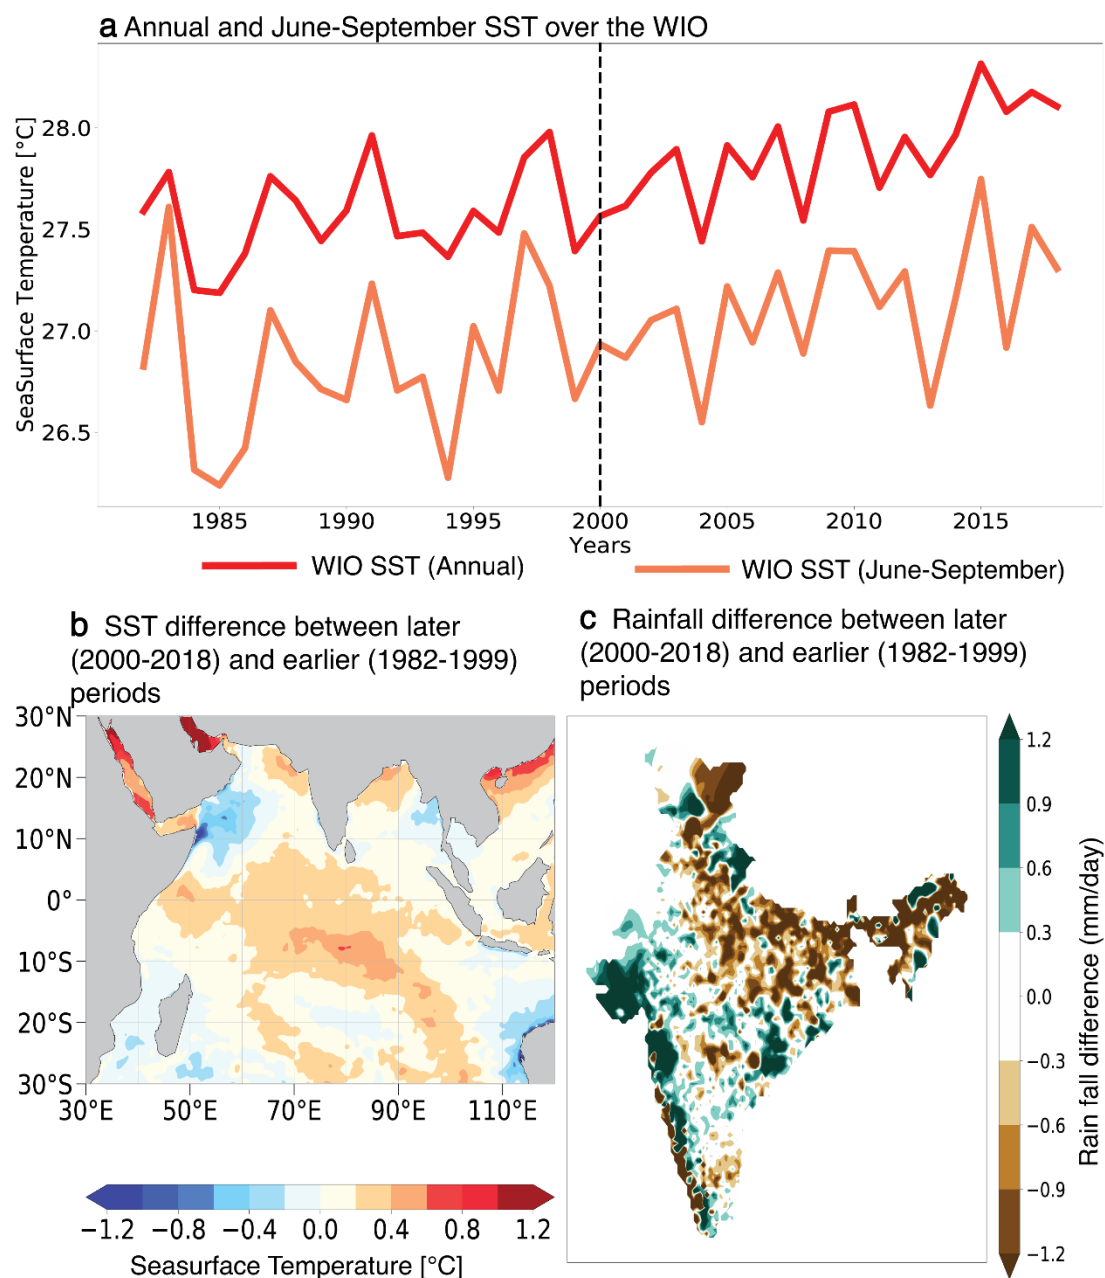 a Annual and June-September SST over the WIO
SeaSurface Temperature [°C]
28.0
27.5
27.0
26.5
1985 1990 1995 2000 2005 2010 2015
Years
WIO SST (Annual) WIO SST (June-September)
b SST difference between later
(2000-2018) and earlier (1982-1999)
periods
30°N
20°N
10°N
0°
10°S
20°S
30°S
30°E 50°E 70°E 90°E 110°E
−1.2 −0.8 −0.4 0.0 0.4 0.8 1.2
Seasurface Temperature [°C]
c Rainfall difference between later
(2000-2018) and earlier (1982-1999)
periods
1.2
0.9
0.6
0.3
0.0
−0.3
−0.6
−0.9
−1.2
Rain fall difference (mm/day)